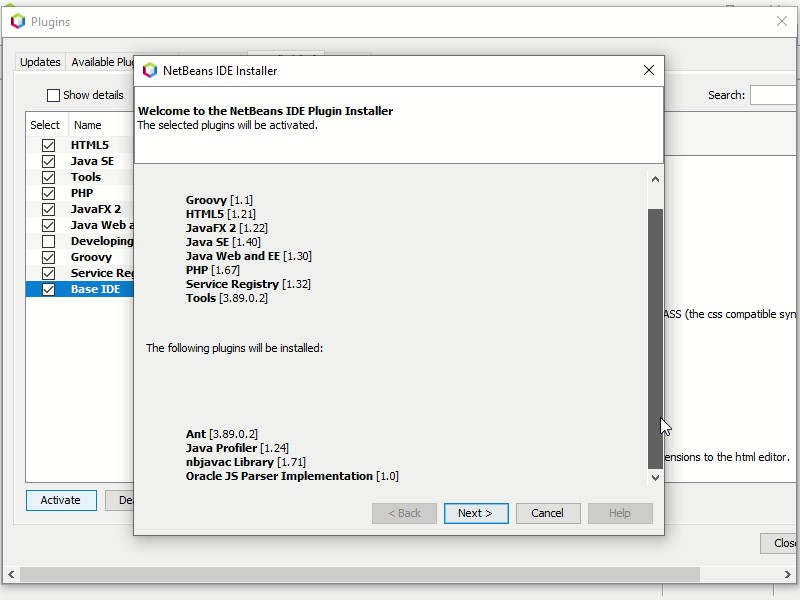 Plugins
Updates
Available Plug
NetBeans IDE Installer
Show details
Search:
Welcome to the NetBeans IDE Plugin Installer
The selected plugins will be activated.
Select
Name
HTML5
Java SE
Tools
PHP
JavaFX 2
Java Web a
Developing
Groovy
Service Reg
Base IDE
Groovy [1.1]
HTML5 [1.21]
JavaFX 2 [1.22]
Java SE [1.40]
Java Web and EE [1.30]
PHP [1.67]
Service Registry [1.32]
Tools [3.89.0.2]
ASS (the css compatible syn
The following plugins will be installed:
Ant [3.89.0.2]
Java Profiler [1.24]
nbjavac Library [1.71]
Oracle JS Parser Implementation [1.0]
ensions to the html editor.
Activate
Dea
< Back
Next >
Cancel
Help
Close